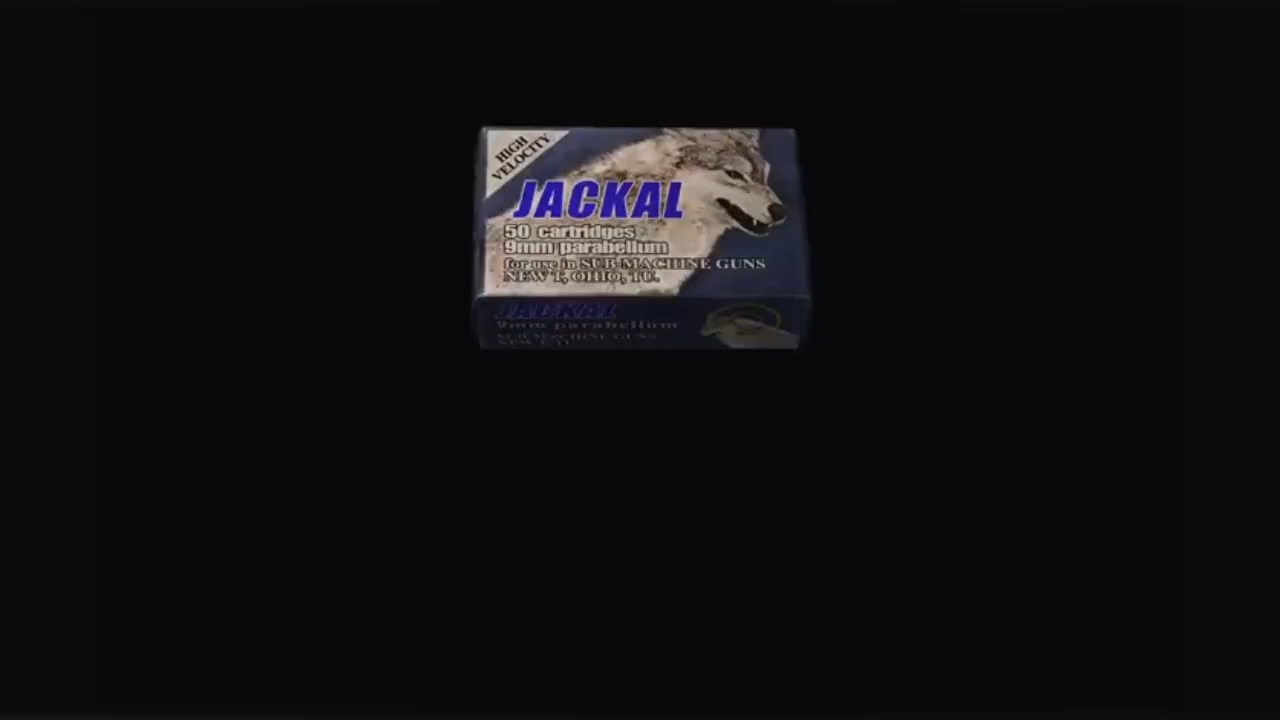 HIGH
VELOCITY
JACKAL
50 cartridges
9mm parabellum
for use in SUB-MACHINE GUNS
NEW T, OHIO, TU.
JACKAL
9mm parabellum